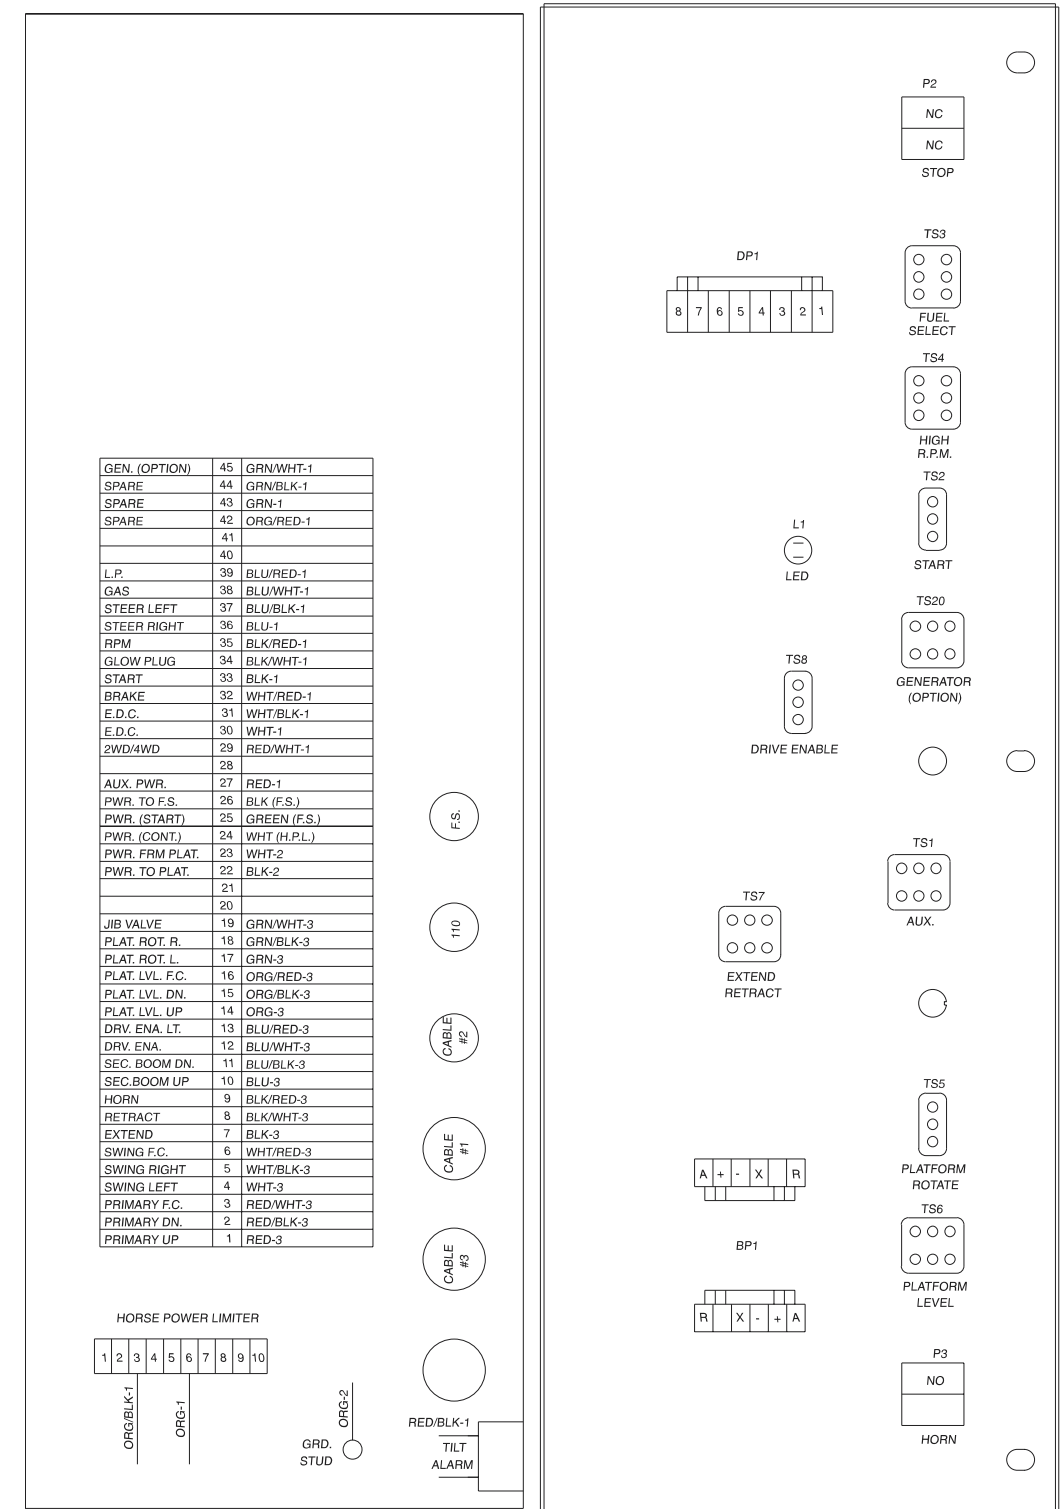 GEN. (OPTION) 45 GRN/WHT-1
SPARE 44 GRN/BLK-1
SPARE 43 GRN-1
SPARE 42 ORG/RED-1
41
40
L.P. 39 BLU/RED-1
GAS 38 BLU/WHT-1
STEER LEFT 37 BLU/BLK-1
STEER RIGHT 36 BLU-1
RPM 35 BLK/RED-1
GLOW PLUG 34 BLK/WHT-1
START 33 BLK-1
BRAKE 32 WHT/RED-1
E.D.C. 31 WHT/BLK-1
E.D.C. 30 WHT-1
2WD/4WD 29 RED/WHT-1
28
AUX. PWR. 27 RED-1
PWR. TO F.S. 26 BLK (F.S.)
PWR. (START) 25 GREEN (F.S.)
PWR. (CONT.) 24 WHT (H.P.L.)
PWR. FRM PLAT. 23 WHT-2
PWR. TO PLAT. 22 BLK-2
21
20
JIB VALVE 19 GRN/WHT-3
PLAT. ROT. R. 18 GRN/BLK-3
PLAT. ROT. L. 17 GRN-3
PLAT. LVL. F.C. 16 ORG/RED-3
PLAT. LVL. DN. 15 ORG/BLK-3
PLAT. LVL. UP 14 ORG-3
DRV. ENA. LT. 13 BLU/RED-3
DRV. ENA. 12 BLU/WHT-3
SEC. BOOM DN. 11 BLU/BLK-3
SEC.BOOM UP 10 BLU-3
HORN 9 BLK/RED-3
RETRACT 8 BLK/WHT-3
EXTEND 7 BLK-3
SWING F.C. 6 WHT/RED-3
SWING RIGHT 5 WHT/BLK-3
SWING LEFT 4 WHT-3
PRIMARY F.C. 3 RED/WHT-3
PRIMARY DN. 2 RED/BLK-3
PRIMARY UP 1 RED-3
F.S.
110
CABLE
#2
CABLE
#1
CABLE
#3
HORSE POWER LIMITER
1 2 3 4 5 6 7 8 9 10
ORG/BLK-1
ORG-1
ORG-2
GRD.
STUD
RED/BLK-1
TILT
ALARM
P2
NC
NC
STOP
DP1
8 7 6 5 4 3 2 1
TS3
FUEL
SELECT
TS4
HIGH
R.P.M.
TS2
START
L1
LED
TS20
GENERATOR
(OPTION)
TS8
DRIVE ENABLE
TS1
AUX.
TS7
EXTEND
RETRACT
TS5
PLATFORM
ROTATE
A + - X R
BP1
R X - + A
TS6
PLATFORM
LEVEL
P3
NO
HORN